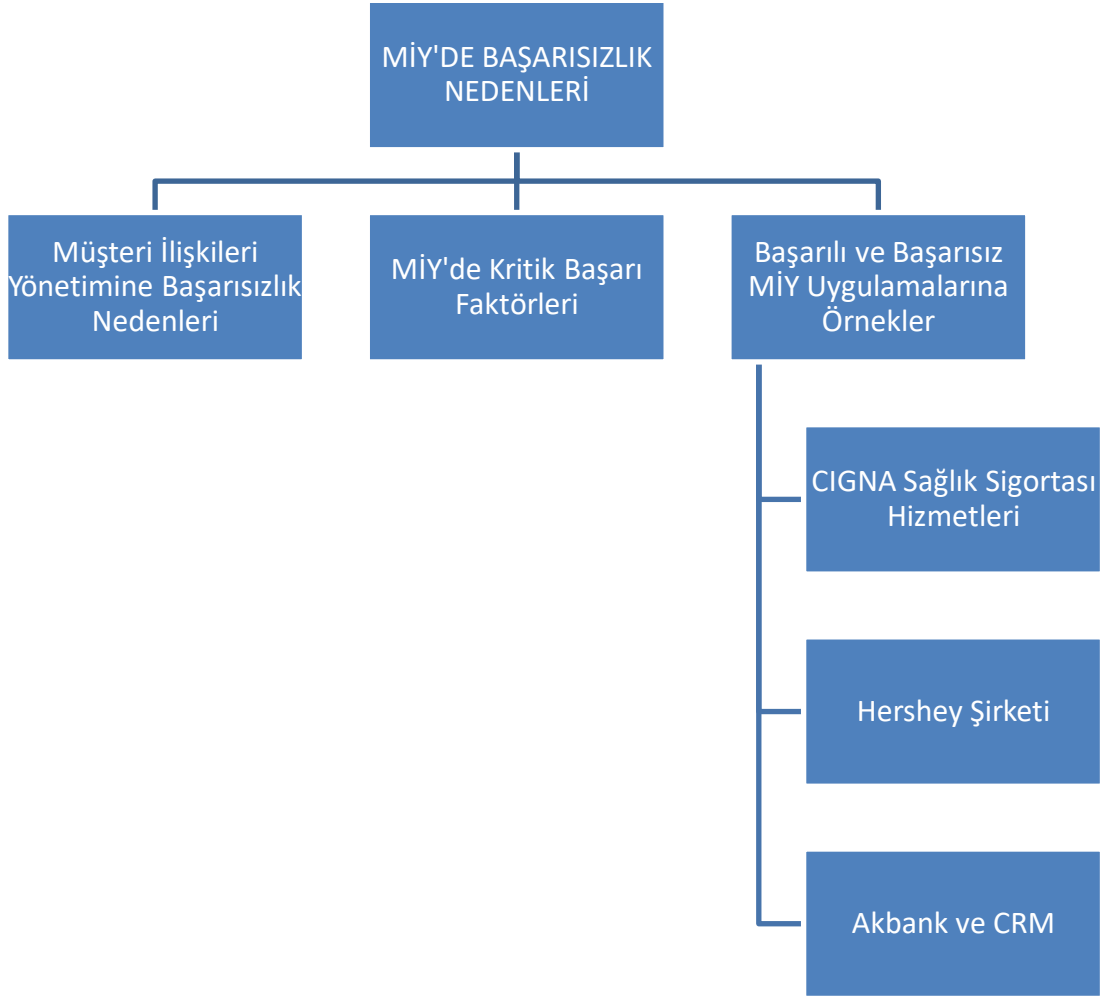 MİY'DE BAŞARISIZLIK
NEDENLERİ
Müşteri İlişkileri
Yönetimine Başarısızlık
Nedenleri
MİY'de Kritik Başarı
Faktörleri
Başarılı ve Başarısız
MİY Uygulamalarına
Örnekler
CIGNA Sağlık Sigortası
Hizmetleri
Hershey Şirketi
Akbank ve CRM